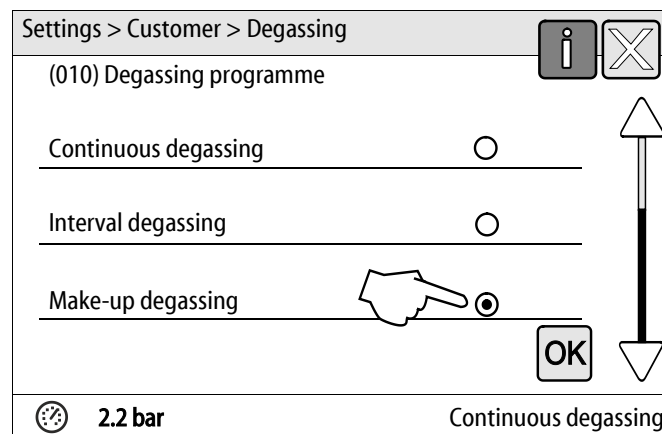 Settings > Customer > Degassing
i
X
(010) Degassing programme
Continuous degassing
Interval degassing
Make-up degassing
OK
2.2 bar
Continuous degassing